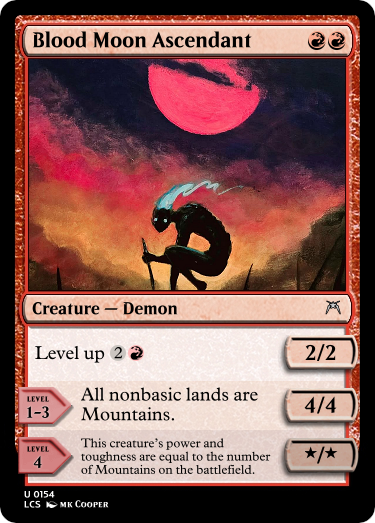 Blood Moon Ascendant
Creature — Demon
Level up 2
2/2
LEVEL
1-3
All nonbasic lands are
Mountains.
4/4
LEVEL
4
This creature's power and
toughness are equal to the number
of Mountains on the battlefield.
★/★
U 0154
LCS MK COOPER